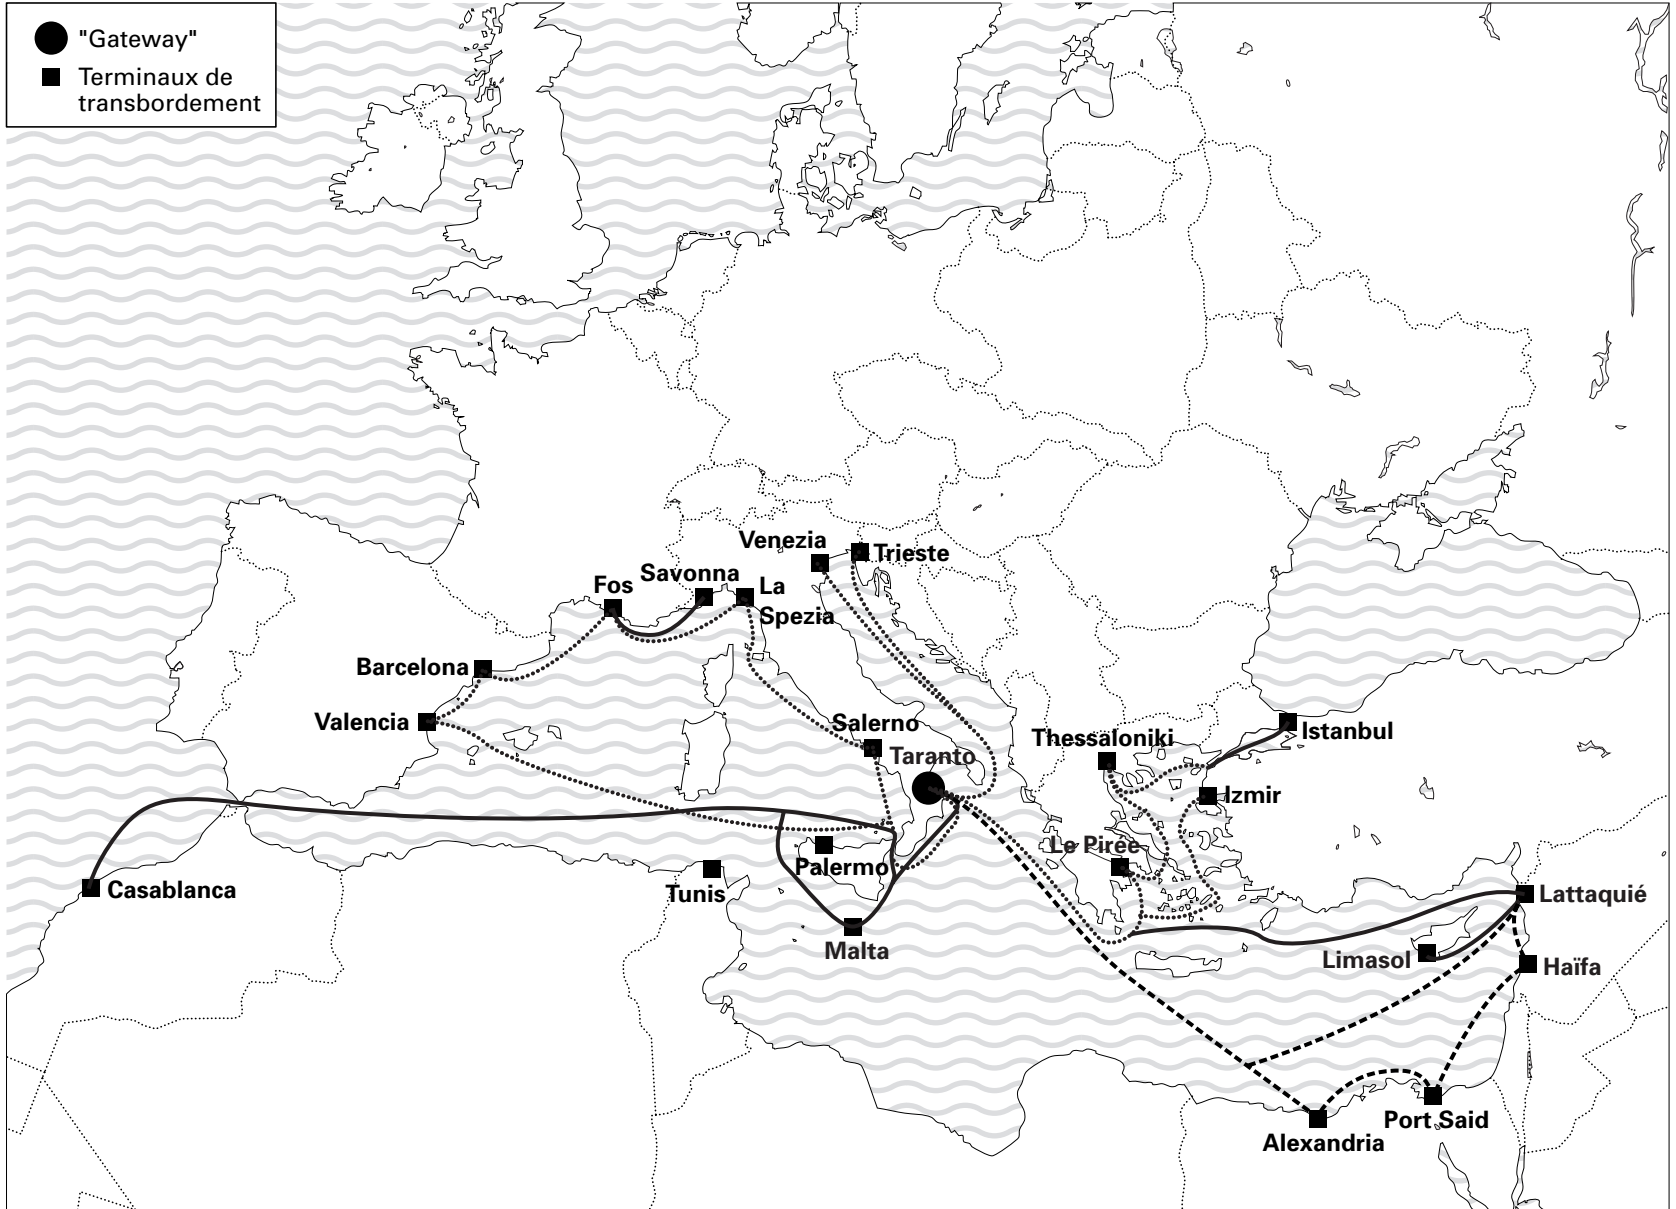 "Gateway"
Terminaux de
transbordement
Venezia
Trieste
Savonna
La
Spezia
Fos
Barcelona
Valencia
Salerno
Taranto
Thessaloniki
Istanbul
Izmir
Le Pirée
Palermo
Tunis
Casablanca
Malta
Lattaquié
Limasol
Haïfa
Port Said
Alexandria